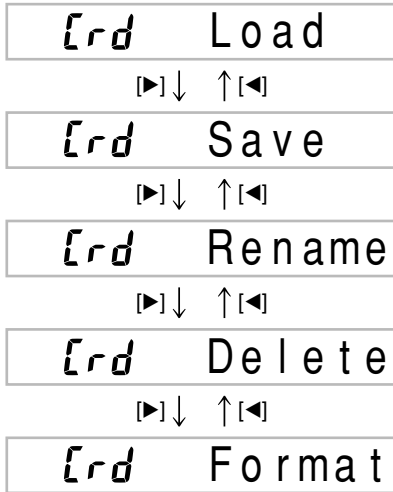 Crd Load
[▶]↓ ↑[◀]
Crd Save
[▶]↓ ↑[◀]
Crd Rename
[▶]↓ ↑[◀]
Crd Delete
[▶]↓ ↑[◀]
Crd Format